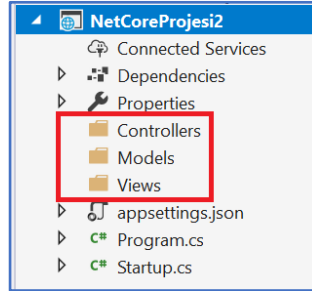 NetCoreProjesi2
Connected Services
Dependencies
Properties
Controllers
Models
Views
appsettings.json
C# Program.cs
C# Startup.cs